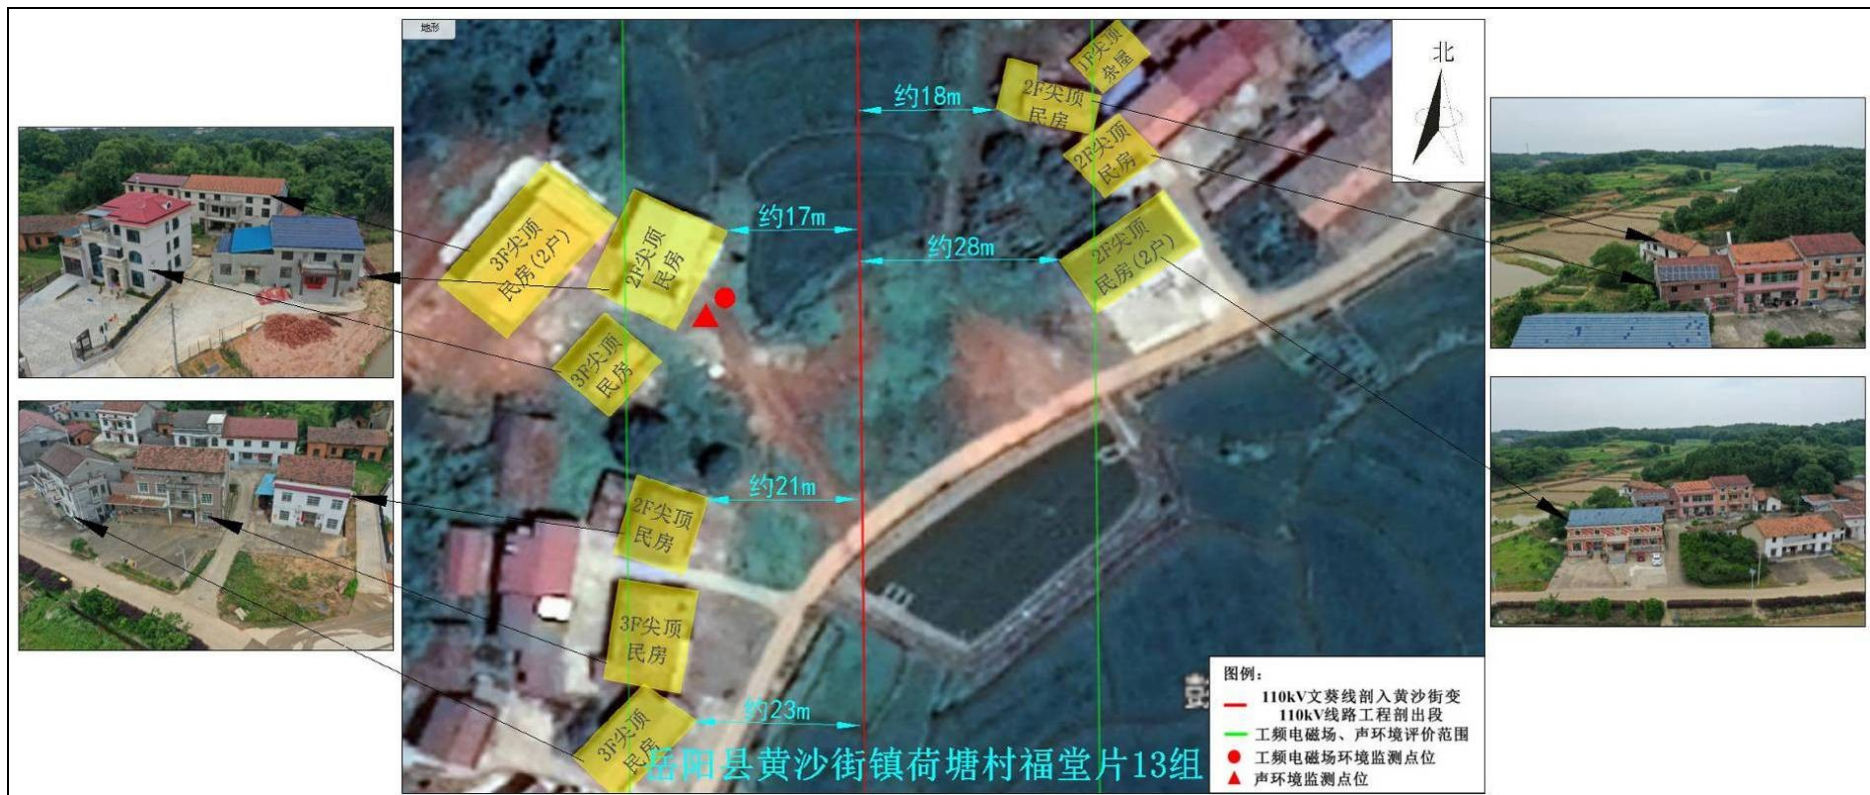 地形
北
1F尖顶
杂屋
约18m
2F尖顶
民房
2F尖顶
民房
约17m
3F尖顶
民房(2户)
2F尖顶
民房
约28m
2F尖顶
民房(2户)
3F尖顶
民房
约21m
2F尖顶
民房
3F尖顶
民房
约23m
3F尖顶
民房
彭
岳阳县黄沙街镇荷塘村福堂片13组
图例：
110kV文葵线剖入黄沙街变
110kV线路工程剖出段
工频电磁场、声环境评价范围
工频电磁场环境监测点位
声环境监测点位